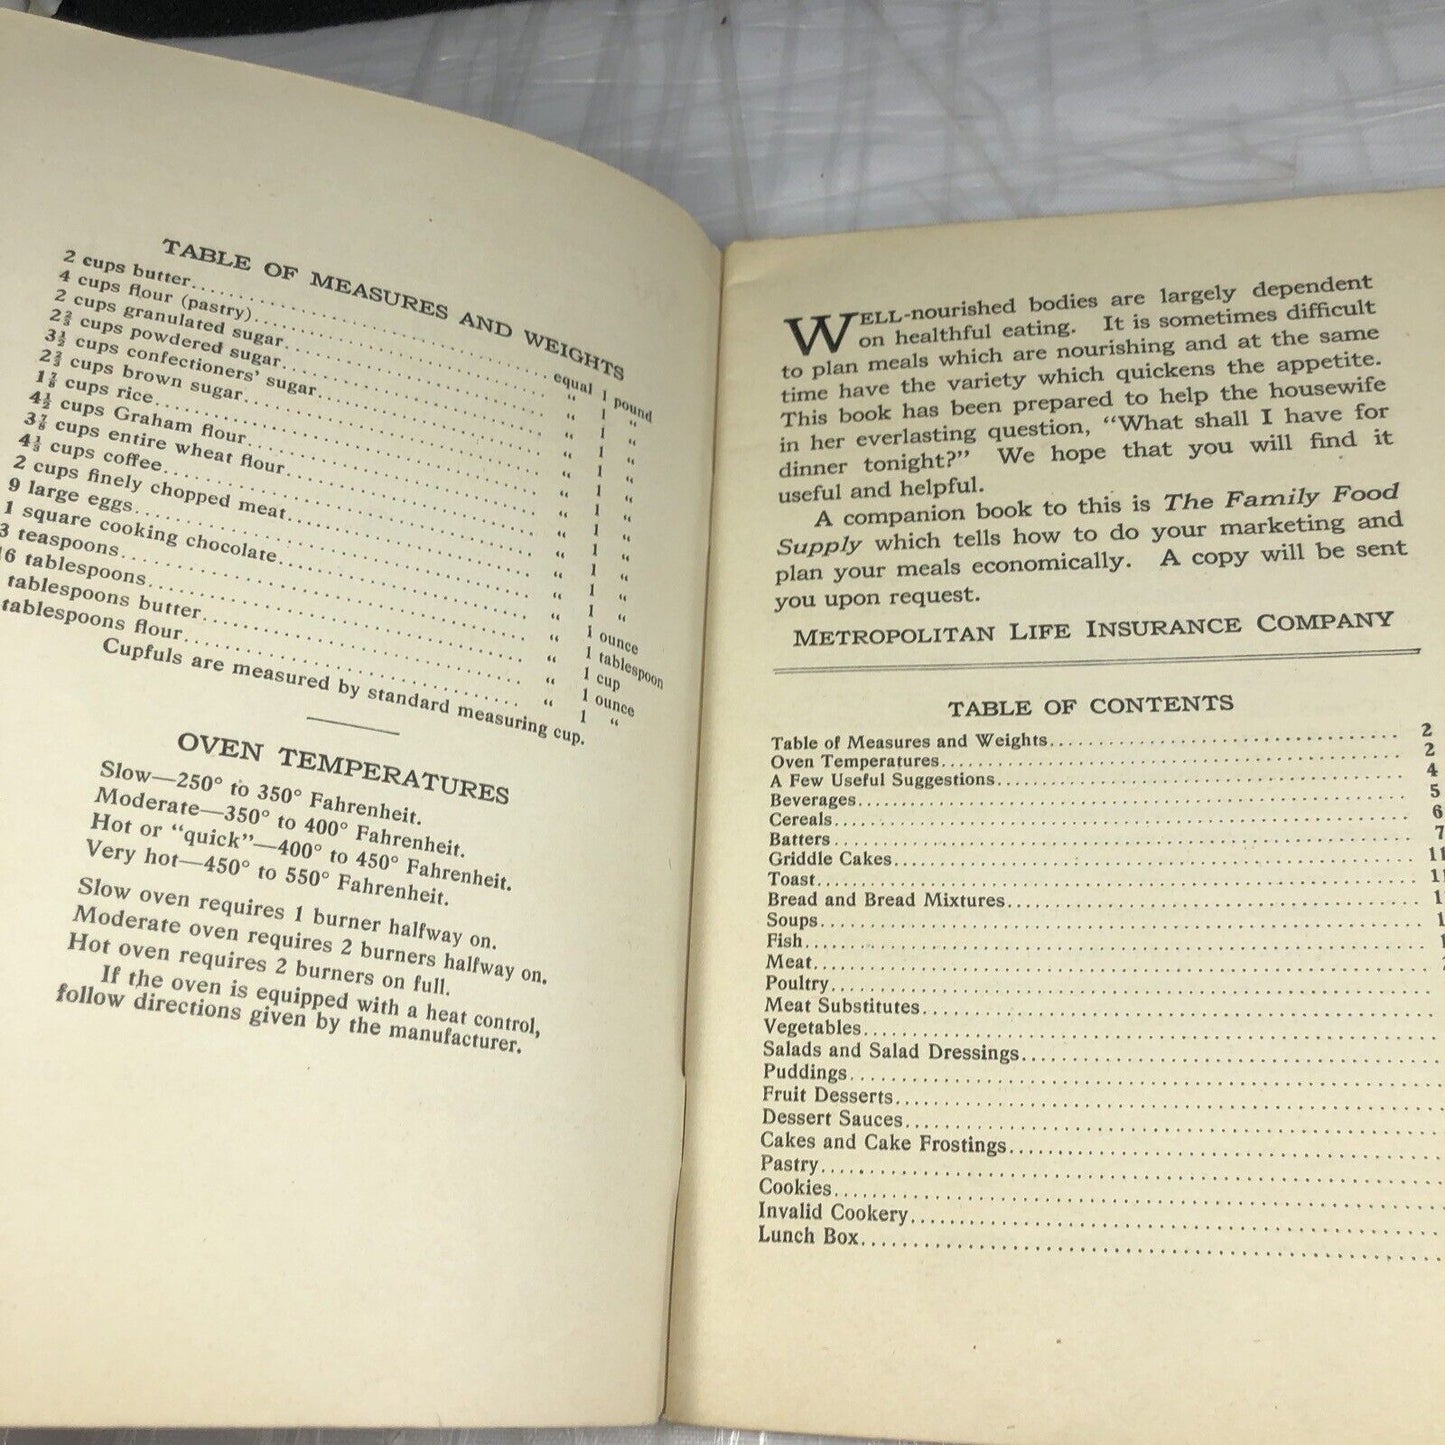 TABLE OF MEASURES AND WEIGHTS
2 cups butter.................... equal 1 pound
4 cups flour (pastry).................... " 1 "
2 cups granulated sugar.................... " 1 "
cups powdered sugar.................... " 1 "
3½ cups confectioners' sugar.................... " 1 "
2⅔ cups brown sugar.................... " 1 "
1⅞ cups rice.................... " 1 "
4½ cups Graham flour.................... " 1 "
3⅞ cups entire wheat flour.................... " 1 "
4⅓ cups coffee.................... " 1 "
2 cups finely chopped meat.................... " 1 "
9 large eggs.................... " 1 "
1 square cooking chocolate.................... " 1 ounce
3 teaspoons.................... " 1 tablespoon
16 tablespoons.................... " 1 cup
tablespoons butter.................... " 1 ounce
tablespoons flour.................... " 1 "
Cupfuls are measured by standard measuring cup.
OVEN TEMPERATURES
Slow—250° to 350° Fahrenheit.
Moderate—350° to 400° Fahrenheit.
Hot or "quick"—400° to 450° Fahrenheit.
Very hot—450° to 550° Fahrenheit.
Slow oven requires 1 burner halfway on.
Moderate oven requires 2 burners halfway on.
Hot oven requires 2 burners on full.
If the oven is equipped with a heat control,
follow directions given by the manufacturer.
WELL-nourished bodies are largely dependent
on healthful eating. It is sometimes difficult
to plan meals which are nourishing and at the same
time have the variety which quickens the appetite.
This book has been prepared to help the housewife
in her everlasting question, "What shall I have for
dinner tonight?" We hope that you will find it
useful and helpful.
A companion book to this is The Family Food
Supply which tells how to do your marketing and
plan your meals economically. A copy will be sent
you upon request.
METROPOLITAN LIFE INSURANCE COMPANY
TABLE OF CONTENTS
Table of Measures and Weights.................... 2
Oven Temperatures.................... 2
A Few Useful Suggestions.................... 4
Beverages.................... 5
Cereals.................... 6
Batters.................... 7
Griddle Cakes.................... 11
Toast.................... 11
Bread and Bread Mixtures.................... 1
Soups.................... 1
Fish.................... 1
Meat....................
Poultry....................
Meat Substitutes....................
Vegetables....................
Salads and Salad Dressings....................
Puddings....................
Fruit Desserts....................
Dessert Sauces....................
Cakes and Cake Frostings....................
Pastry....................
Cookies....................
Invalid Cookery....................
Lunch Box....................